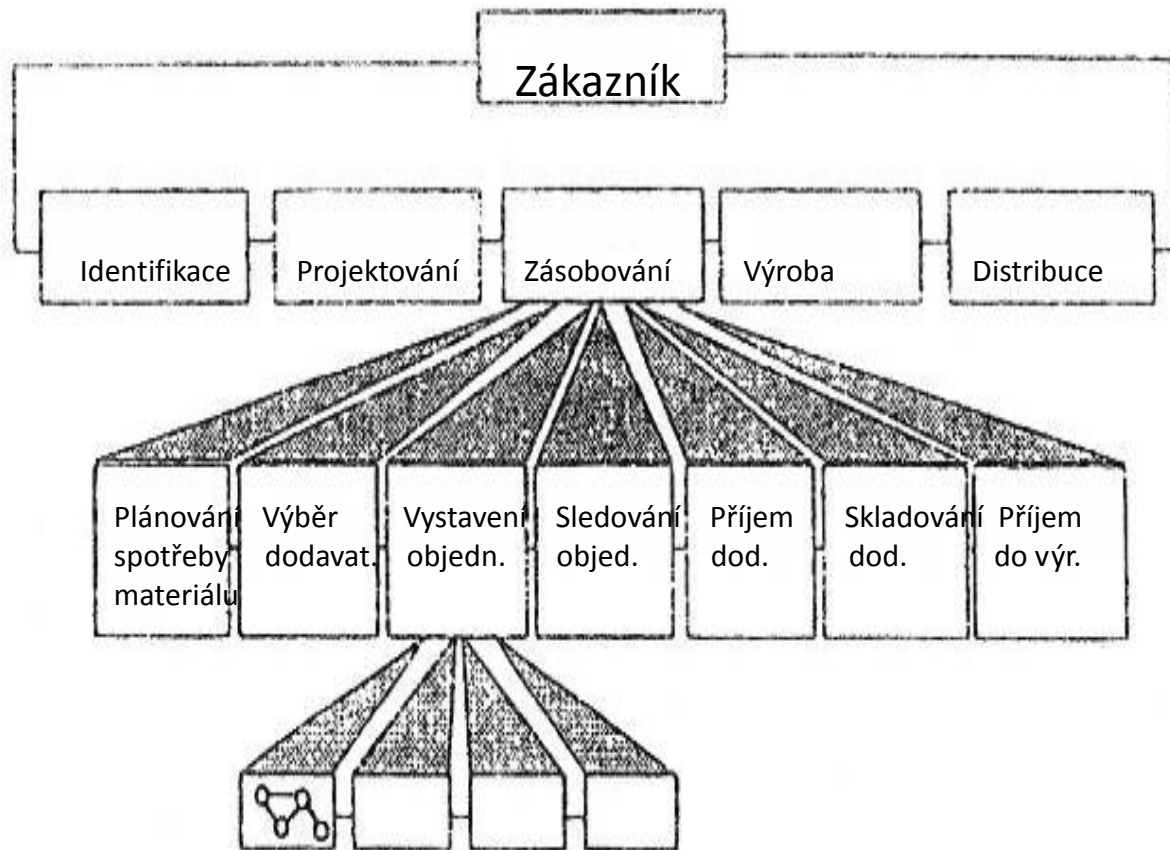 Zákazník
Identifikace
Projektování
Zásobování
Výroba
Distribuce
Plánování
spotřeby
materiálu
Výběr
dodavat.
Vystavení
objedn.
Sledování
objed.
Příjem
dod.
Skladování
dod.
Příjem
do výr.